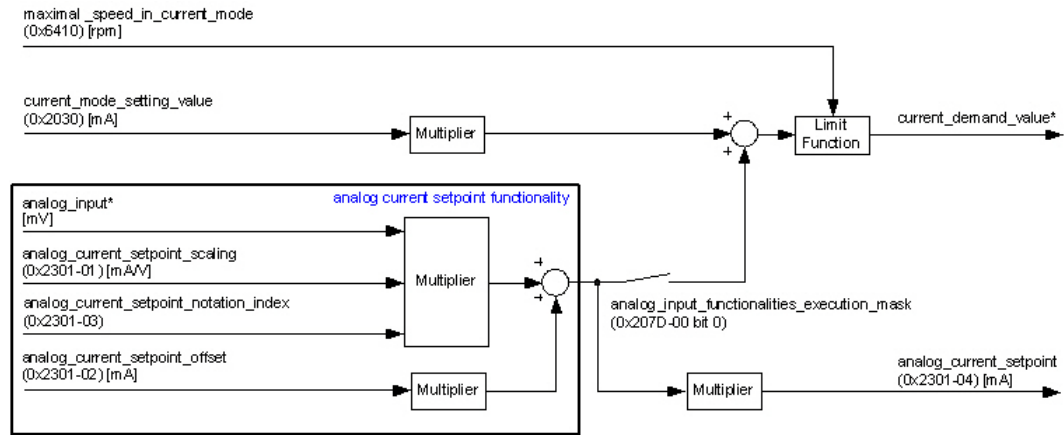 maximal _speed_in_current_mode
(0x6410) [rpm]
current_mode_setting_value
(0x2030) [mA]
Multiplier
+
+
Limit
Function
current_demand_value*
analog current setpoint functionality
analog_input*
[mV]
analog_current_setpoint_scaling
(0x2301-01) [mA/V]
Multiplier
+
+
analog_current_setpoint_notation_index
(0x2301-03)
analog_input_functionalities_execution_mask
(0x207D-00 bit 0)
analog_current_setpoint_offset
(0x2301-02) [mA]
Multiplier
Multiplier
analog_current_setpoint
(0x2301-04) [mA]